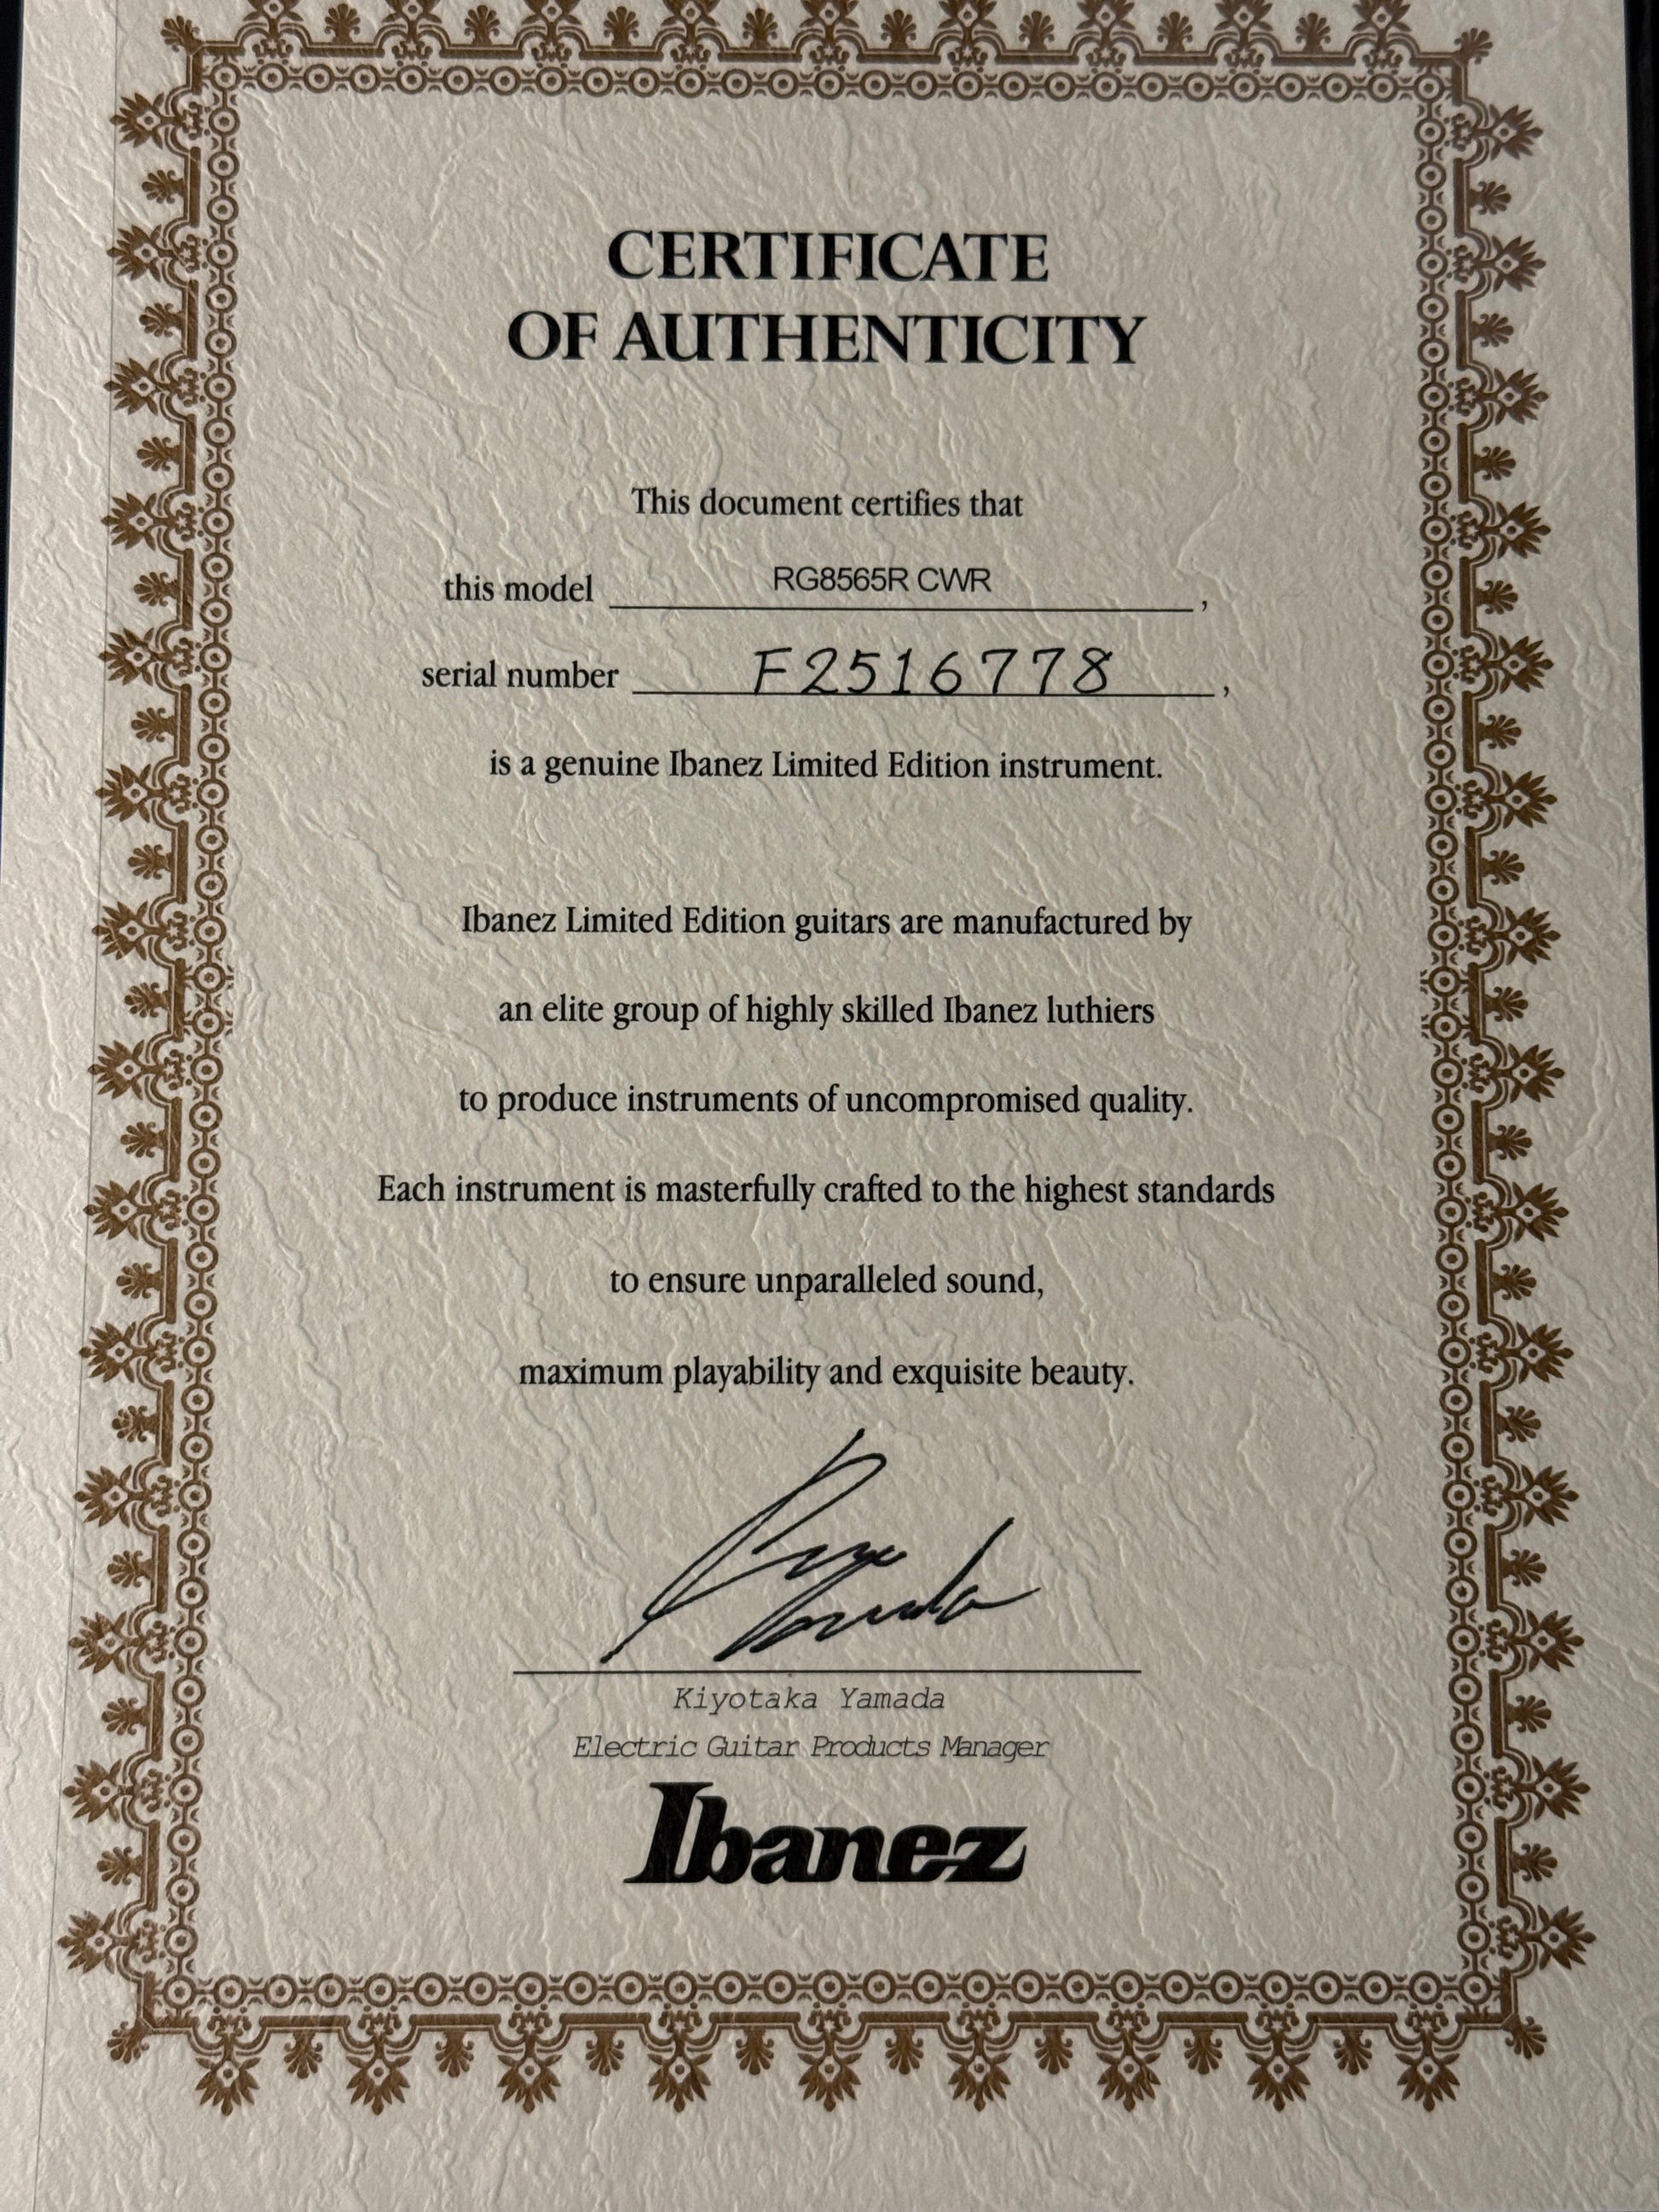 CERTIFICATE
OF AUTHENTICITY
This document certifies that
this model RG8565R CWR,
serial number F2516778,
is a genuine Ibanez Limited Edition instrument.
Ibanez Limited Edition guitars are manufactured by
an elite group of highly skilled Ibanez luthiers
to produce instruments of uncompromised quality.
Each instrument is masterfully crafted to the highest standards
to ensure unparalleled sound,
maximum playability and exquisite beauty.
Kiyotaka Yamada
Electric Guitar Products Manager
Ibanez